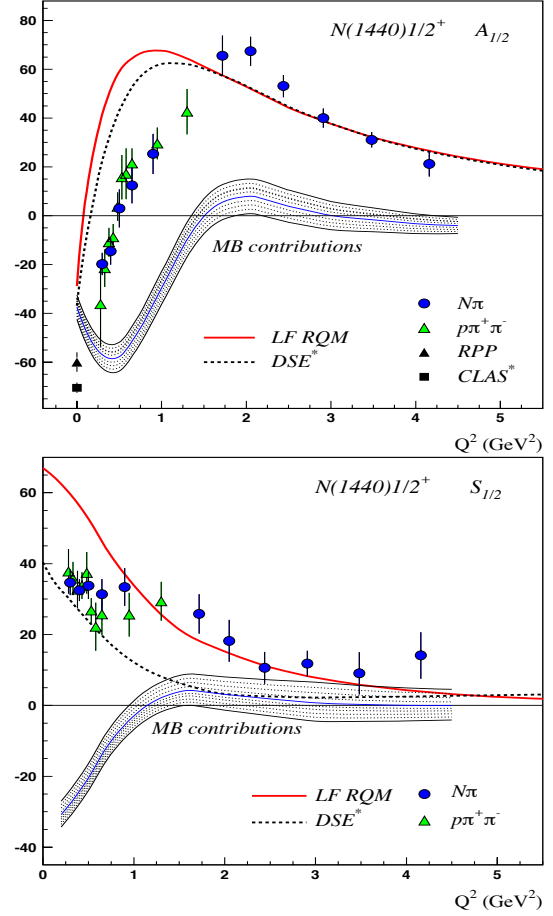 N(1440)1/2⁺ A₁/₂
80
60
40
20
0
-20
-40
-60
MB contributions
LF RQM
DSE*
Nπ
pπ⁺π⁻
RPP
CLAS*
0 1 2 3 4 5
Q² (GeV²)
N(1440)1/2⁺ S₁/₂
60
40
20
0
-20
-40
MB contributions
LF RQM
DSE*
Nπ
pπ⁺π⁻
0 1 2 3 4 5
Q² (GeV²)